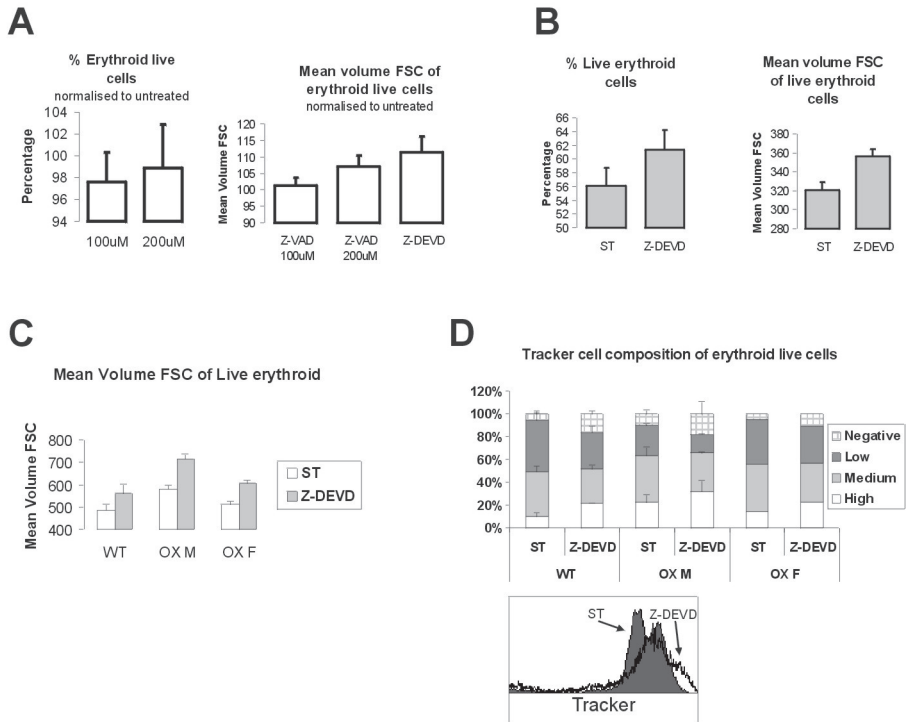 A
% Erythroid live
cells
normalised to untreated
Percentage
104
102
100
98
96
94
100uM 200uM
Mean volume FSC of
erythroid live cells
normalised to untreated
Mean Volume FSC
120
115
110
105
100
95
90
Z-VAD Z-VAD Z-DEVD
100uM 200uM
B
% Live erythroid
cells
Percentage
66
64
62
60
58
56
54
52
50
ST Z-DEVD
Mean volume FSC
of live erythroid
cells
Mean Volume FSC
380
360
340
320
300
280
ST Z-DEVD
C
Mean Volume FSC of Live erythroid
Mean Volume FSC
800
700
600
500
400
WT OX M OX F
ST
Z-DEVD
D
Tracker cell composition of erythroid live cells
120%
100%
80%
60%
40%
20%
0%
ST Z-DEVD ST Z-DEVD ST Z-DEVD
WT OX M OX F
Negative
Low
Medium
High
ST Z-DEVD
Tracker